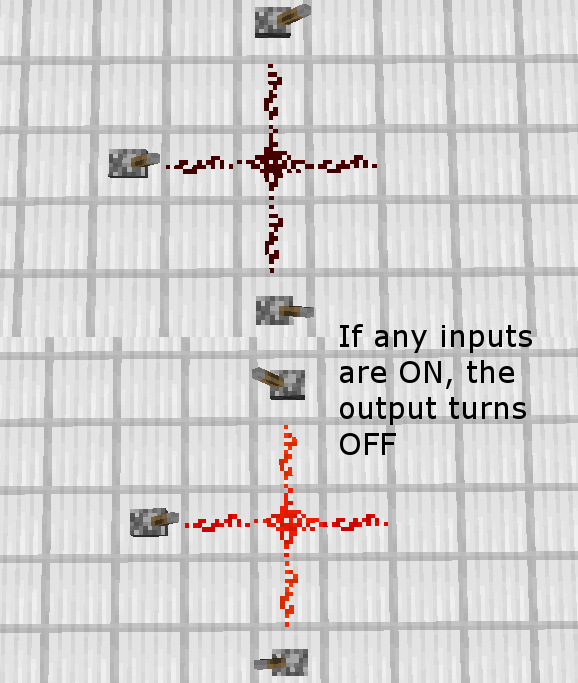 If any inputs
are ON, the
output turns
OFF